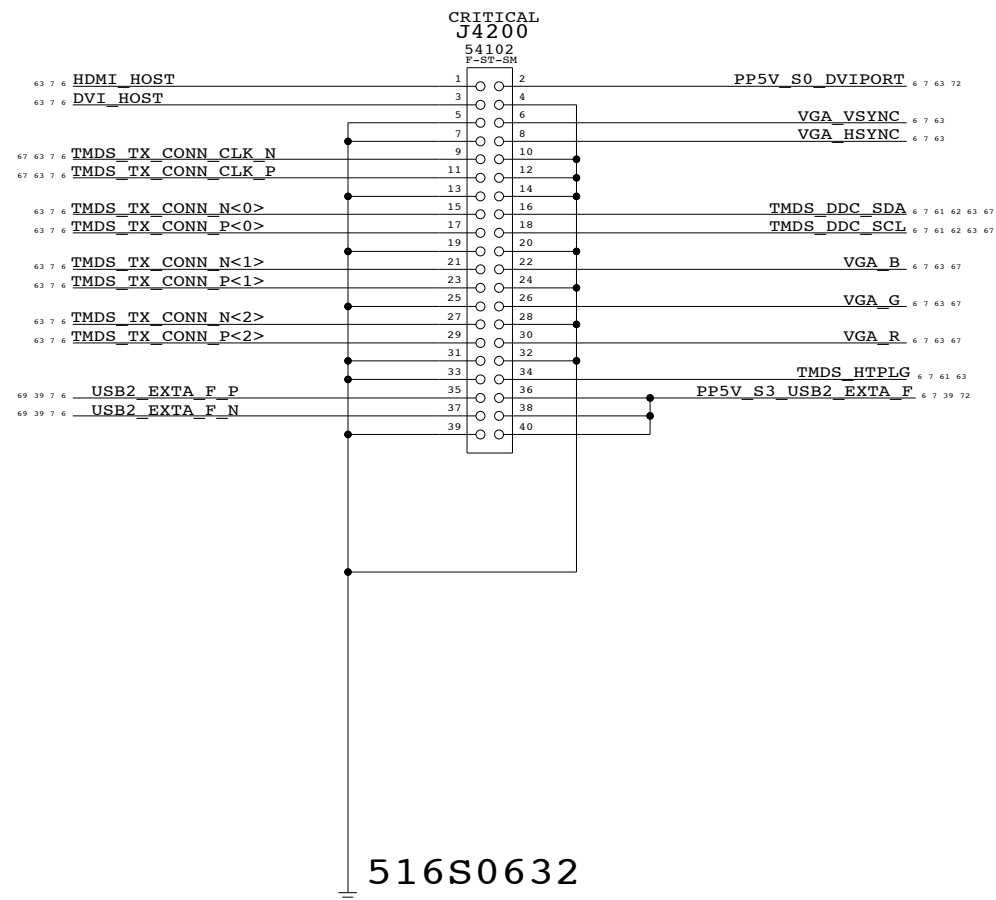 CRITICAL
J4200
54102
F-ST-SM
63 7 6 HDMI_HOST 1 2 PP5V_S0_DVIPORT 6 7 63 72
63 7 6 DVI_HOST 3 4
5 6 VGA_VSYNC 6 7 63
7 8 VGA_HSYNC 6 7 63
67 63 7 6 TMDS_TX_CONN_CLK_N 9 10
67 63 7 6 TMDS_TX_CONN_CLK_P 11 12
13 14
63 7 6 TMDS_TX_CONN_N<0> 15 16 TMDS_DDC_SDA 6 7 61 62 63 67
63 7 6 TMDS_TX_CONN_P<0> 17 18 TMDS_DDC_SCL 6 7 61 62 63 67
19 20
63 7 6 TMDS_TX_CONN_N<1> 21 22 VGA_B 6 7 63 67
63 7 6 TMDS_TX_CONN_P<1> 23 24
25 26 VGA_G 6 7 63 67
63 7 6 TMDS_TX_CONN_N<2> 27 28
63 7 6 TMDS_TX_CONN_P<2> 29 30 VGA_R 6 7 63 67
31 32
33 34 TMDS_HTPLG 6 7 61 63
69 39 7 6 USB2_EXTA_F_P 35 36 PP5V_S3_USB2_EXTA_F 6 7 39 72
69 39 7 6 USB2_EXTA_F_N 37 38
39 40
516S0632